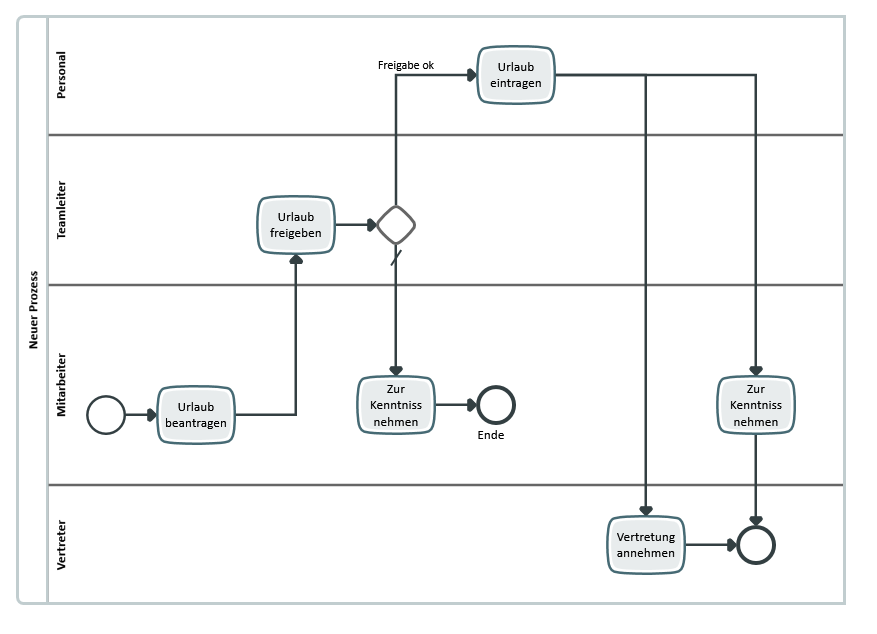 Neuer Prozess
Personal
Freigabe ok
Urlaub
eintragen
Teamleiter
Urlaub
freigeben
Mitarbeiter
Urlaub
beantragen
Zur
Kenntniss
nehmen
Ende
Zur
Kenntniss
nehmen
Vertreter
Vertretung
annehmen